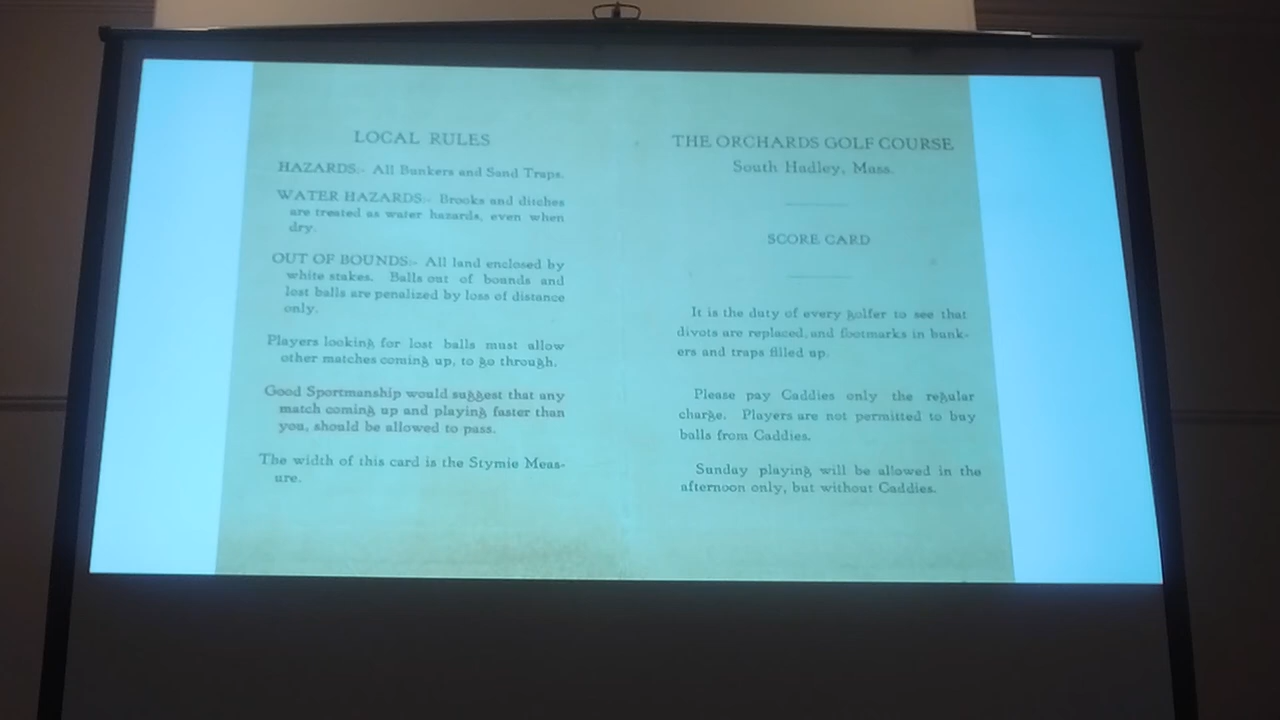 LOCAL RULES
HAZARDS:- All Bunkers and Sand Traps.
WATER HAZARDS:- Brooks and ditches
are treated as water hazards, even when
dry.
OUT OF BOUNDS:- All land enclosed by
white stakes. Balls out of bounds and
lost balls are penalized by loss of distance
only.
Players looking for lost balls must allow
other matches coming up, to go through.
Good Sportmanship would suggest that any
match coming up and playing faster than
you, should be allowed to pass.
The width of this card is the Stymie Meas-
ure.
THE ORCHARDS GOLF COURSE
South Hadley, Mass.
SCORE CARD
It is the duty of every golfer to see that
divots are replaced, and footmarks in bunk-
ers and traps filled up.
Please pay Caddies only the regular
charge. Players are not permitted to buy
balls from Caddies.
Sunday playing will be allowed in the
afternoon only, but without Caddies.